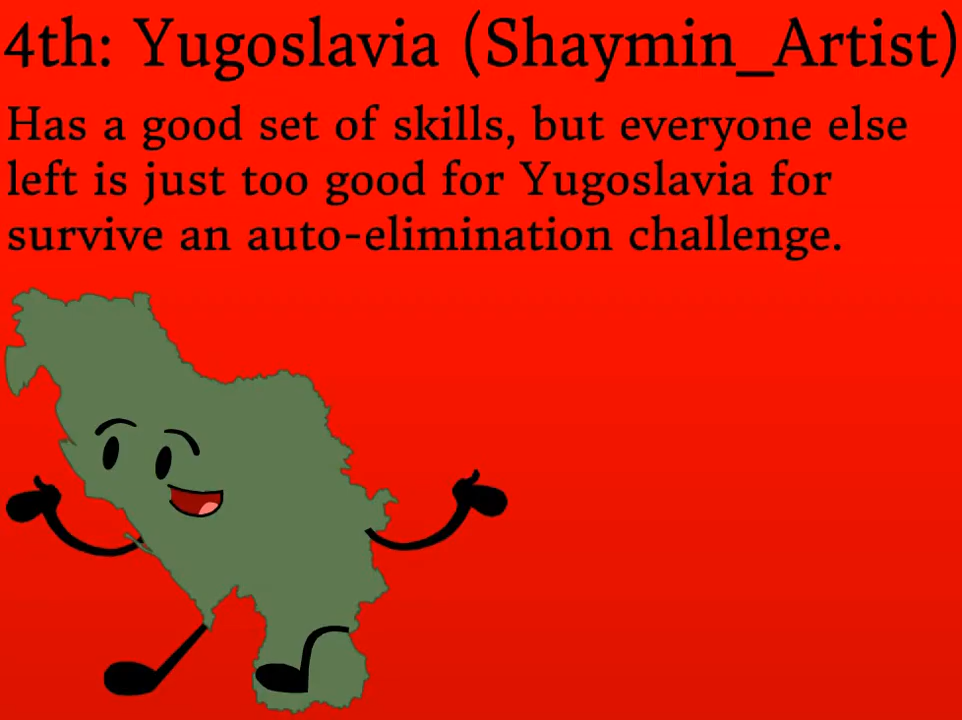 4th: Yugoslavia (Shaymin_Artist)
Has a good set of skills, but everyone else
left is just too good for Yugoslavia for
survive an auto-elimination challenge.